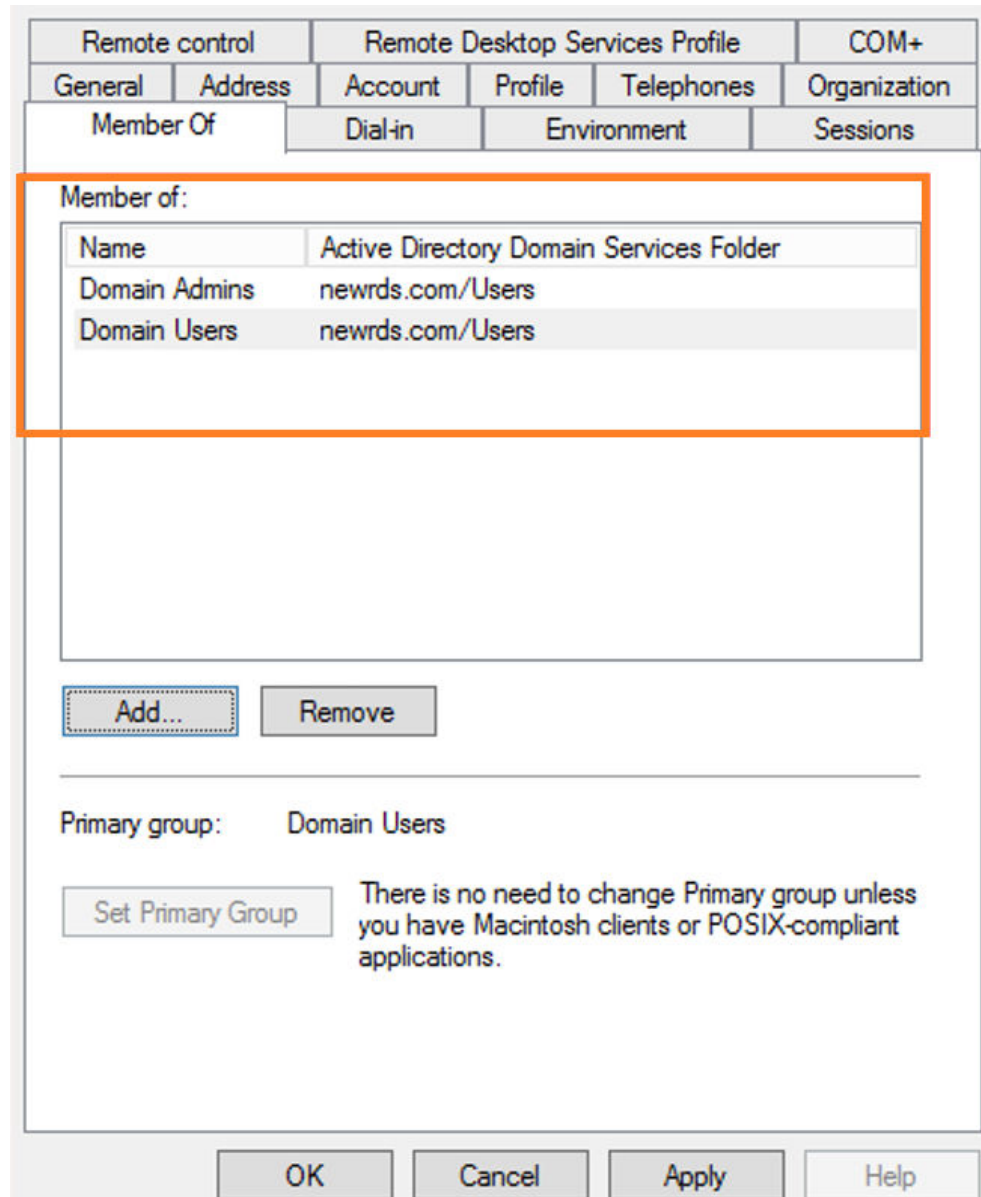 Remote control Remote Desktop Services Profile COM+
General Address Account Profile Telephones Organization
Member Of Dial-in Environment Sessions
Member of:
Name Active Directory Domain Services Folder
Domain Admins newrds.com/Users
Domain Users newrds.com/Users
Add... Remove
Primary group: Domain Users
Set Primary Group
There is no need to change Primary group unless
you have Macintosh clients or POSIX-compliant
applications.
OK Cancel Apply Help